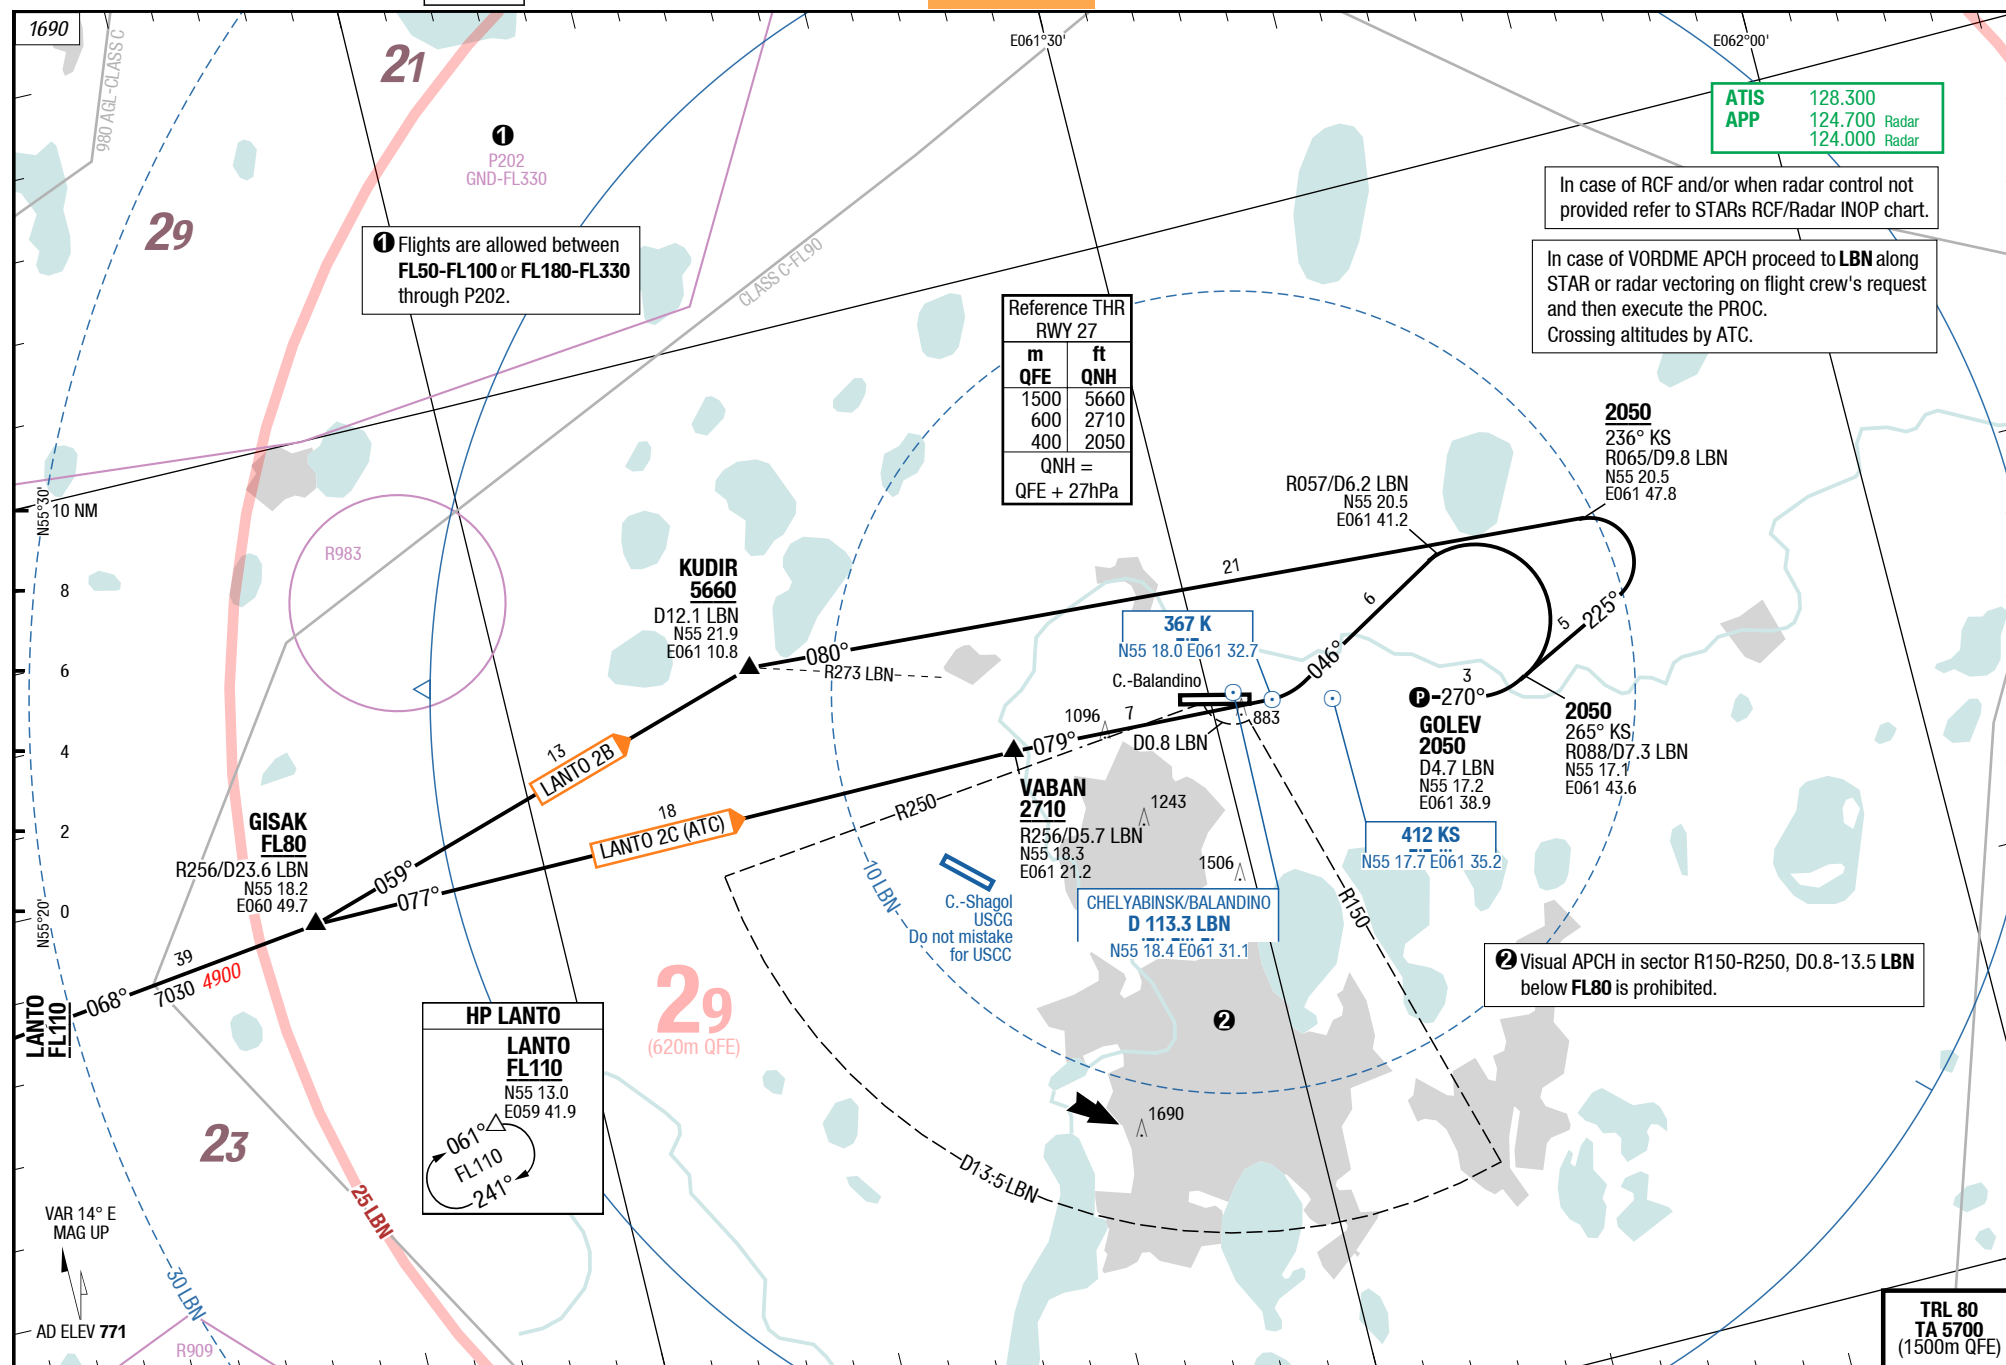 1690
980 AGL-CLASS C
21
29
❶
P202
GND-FL330
❶ Flights are allowed between
FL50-FL100 or FL180-FL330
through P202.
CLASS C-FL90
E061°30'
E062°00'
ATIS 128.300
APP 124.700 Radar
124.000 Radar
In case of RCF and/or when radar control not
provided refer to STARs RCF/Radar INOP chart.
In case of VORDME APCH proceed to LBN along
STAR or radar vectoring on flight crew's request
and then execute the PROC.
Crossing altitudes by ATC.
Reference THR
RWY 27
m ft
QFE QNH
1500 5660
600 2710
400 2050
QNH =
QFE + 27hPa
2050
236° KS
R065/D9.8 LBN
N55 20.5
E061 47.8
R057/D6.2 LBN
N55 20.5
E061 41.2
N55°30'
10 NM
8
6
4
2
0
N55°20'
R983
KUDIR
5660
D12.1 LBN
N55 21.9
E061 10.8
080°
R273 LBN
21
367 K
N55 18.0 E061 32.7
C.-Balandino
6
046°
5
225°
3
P
270°
GOLEV
2050
D4.7 LBN
N55 17.2
E061 38.9
2050
265° KS
R088/D7.3 LBN
N55 17.1
E061 43.6
1096
7
883
D0.8 LBN
079°
13
LANTO 2B
18
LANTO 2C (ATC)
VABAN
2710
R256/D5.7 LBN
N55 18.3
E061 21.2
R250
1243
1506
412 KS
N55 17.7 E061 35.2
GISAK
FL80
R256/D23.6 LBN
N55 18.2
E060 49.7
059°
077°
10 LBN
C.-Shagol
USCG
Do not mistake
for USCC
CHELYABINSK/BALANDINO
D 113.3 LBN
N55 18.4 E061 31.1
R150
❷ Visual APCH in sector R150-R250, D0.8-13.5 LBN
below FL80 is prohibited.
39
068°
7030
4900
LANTO
FL110
HP LANTO
LANTO
FL110
N55 13.0
E059 41.9
061°
FL110
241°
29
(620m QFE)
❷
1690
D13.5 LBN
23
25 LBN
30 LBN
VAR 14° E
MAG UP
AD ELEV 771
R909
TRL 80
TA 5700
(1500m QFE)